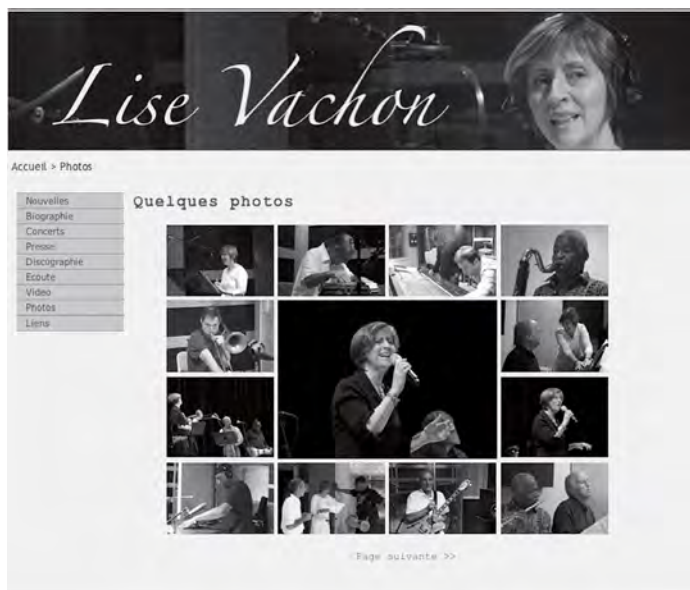 Lise Vachon
Accueil > Photos
Nouvelles
Biographie
Concerts
Presse
Discographie
Ecoute
Video
Photos
Liens
Quelques photos
Page suivante >>